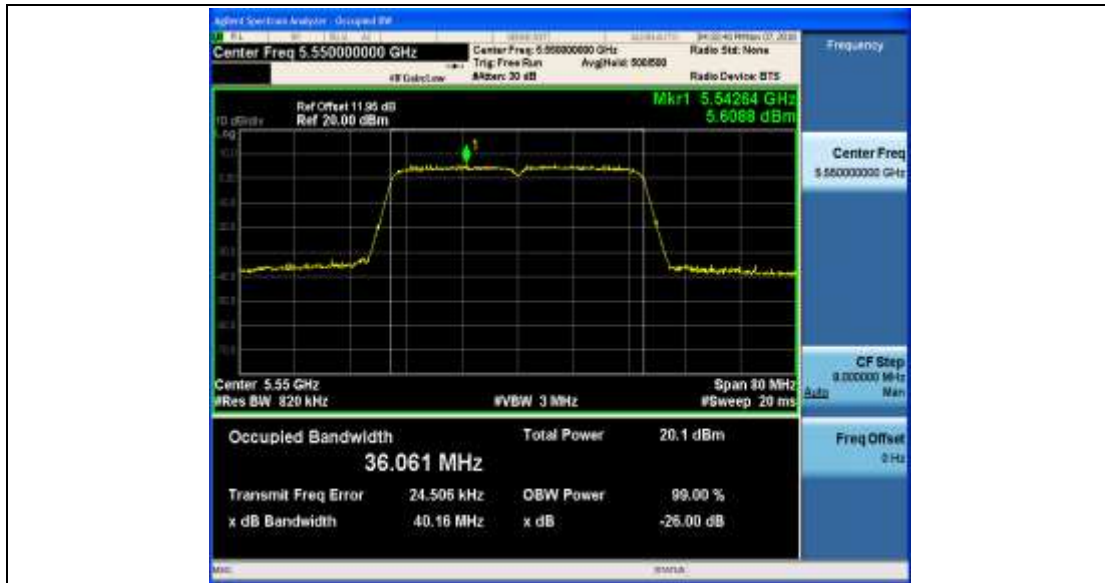 Agilent Spectrum Analyzer - Occupied BW
Center Freq 5.550000000 GHz
Center Freq: 5.550000000 GHz
Trig: Free Run Avg|Hold: 500/500
#IFGain:Low #Atten: 30 dB
Radio Std: None
Radio Device: BTS
Frequency
Ref Offset 11.95 dB
10 dB/div Ref 20.00 dBm
Log
Mkr1 5.54264 GHz
5.6088 dBm
1
Center Freq
5.550000000 GHz
Center 5.55 GHz Span 80 MHz
#Res BW 820 kHz #VBW 3 MHz #Sweep 20 ms
CF Step
8.000000 MHz
Auto Man
Freq Offset
0 Hz
Occupied Bandwidth Total Power 20.1 dBm
36.061 MHz
Transmit Freq Error 24.506 kHz OBW Power 99.00 %
x dB Bandwidth 40.16 MHz x dB -26.00 dB
MSG STATUS